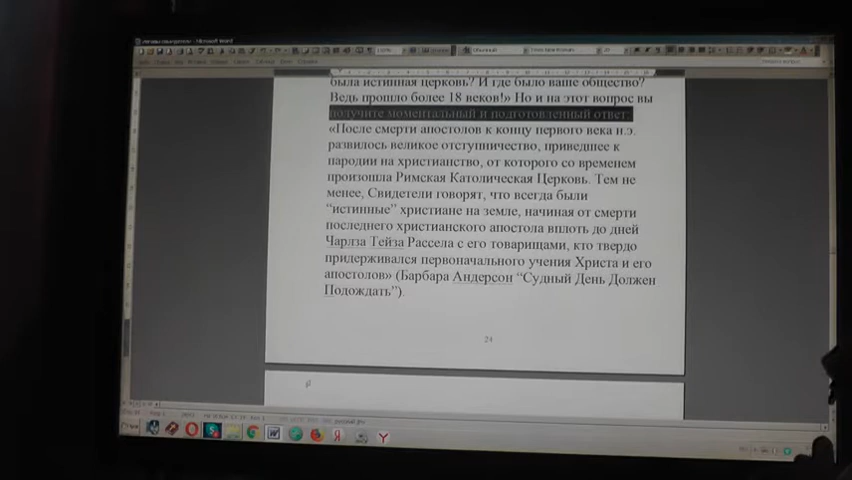 была истинная церковь? И где было ваше общество?
Ведь прошло более 18 веков!» Но и на этот вопрос вы
получите моментальный и подготовленный ответ:
«После смерти апостолов к концу первого века н.э.
развилось великое отступничество, приведшее к
пародии на христианство, от которого со временем
произошла Римская Католическая Церковь. Тем не
менее, Свидетели говорят, что всегда были
“истинные” христиане на земле, начиная от смерти
последнего христианского апостола вплоть до дней
Чарлза Тейза Рассела с его товарищами, кто твердо
придерживался первоначального учения Христа и его
апостолов» (Барбара Андерсон “Судный День Должен
Подождать”).
24